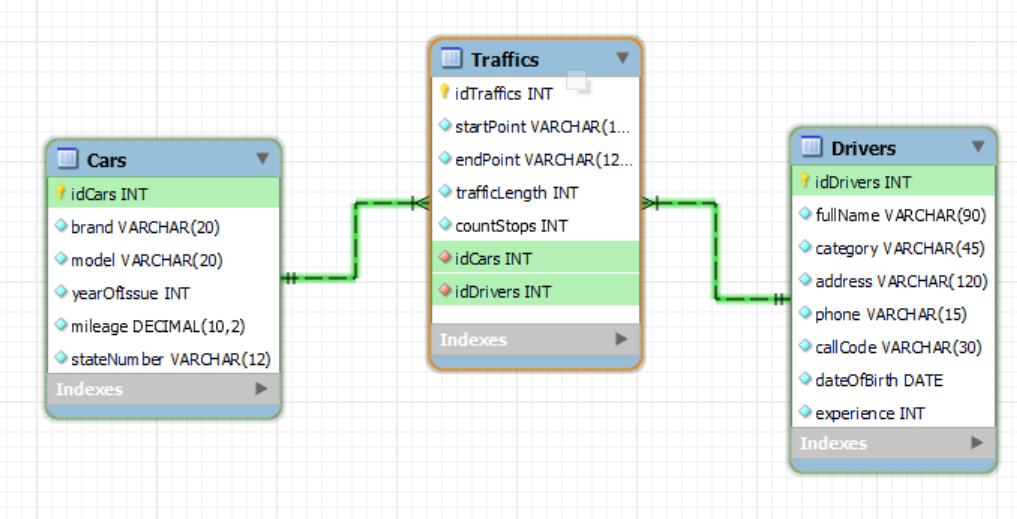 Traffics
idTraffics INT
startPoint VARCHAR(1...
endPoint VARCHAR(12...
trafficLength INT
countStops INT
idCars INT
idDrivers INT
Indexes
Cars
idCars INT
brand VARCHAR(20)
model VARCHAR(20)
yearOfIssue INT
mileage DECIMAL(10,2)
stateNumber VARCHAR(12)
Indexes
Drivers
idDrivers INT
fullName VARCHAR(90)
category VARCHAR(45)
address VARCHAR(120)
phone VARCHAR(15)
callCode VARCHAR(30)
dateOfBirth DATE
experience INT
Indexes